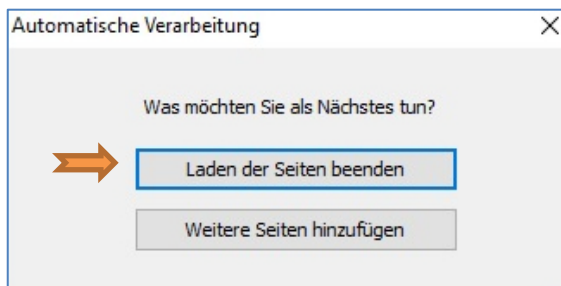 Automatische Verarbeitung
Was möchten Sie als Nächstes tun?
Laden der Seiten beenden
Weitere Seiten hinzufügen